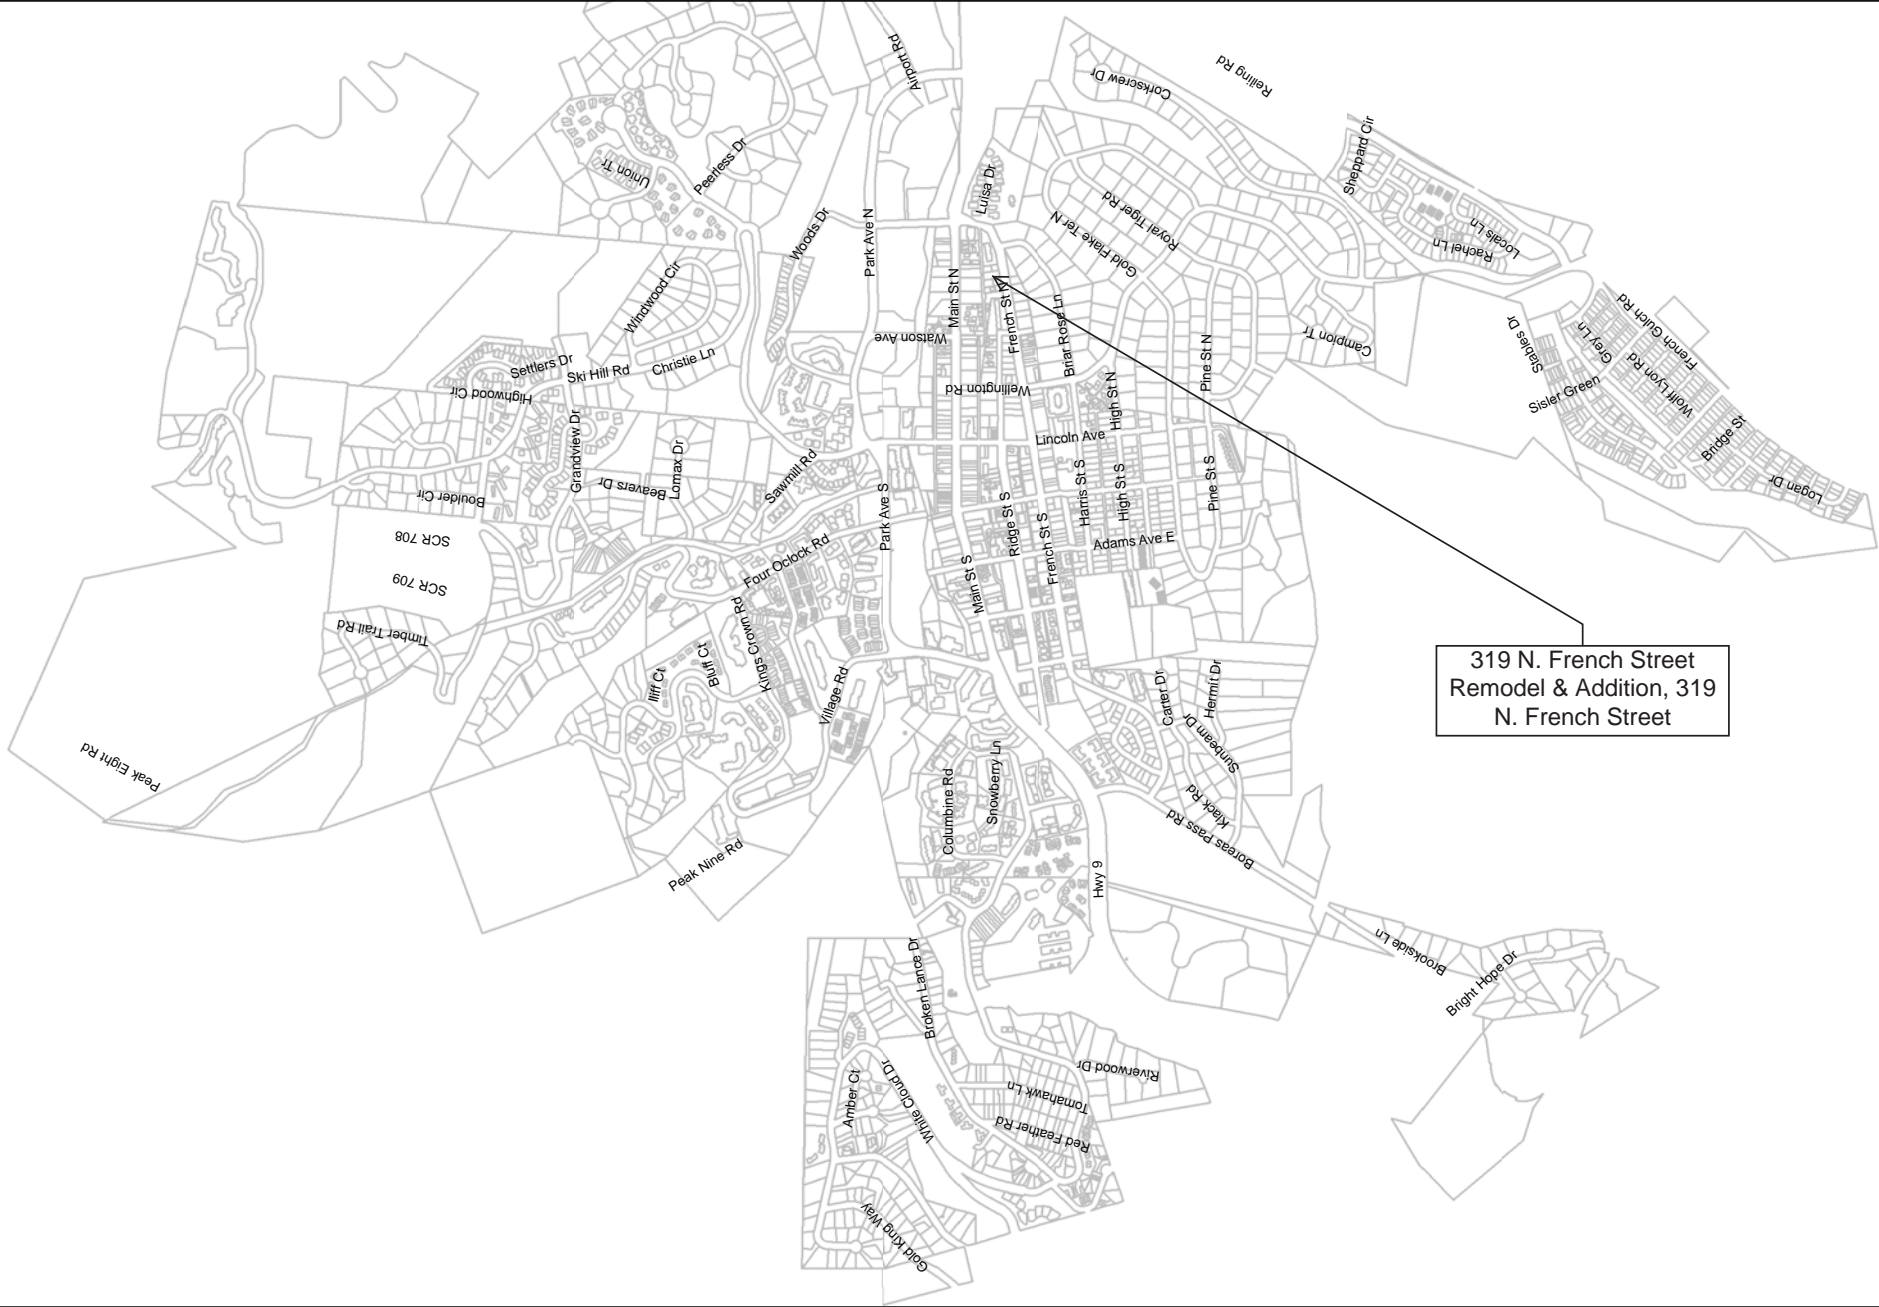 Airport Rd
Reiling Rd
Corkscrew Dr
Sheppard Cir
Union Tr
Peerless Dr
Luisa Dr
Woods Dr
Park Ave N
Royal Tiger Rd
Gold Flake Ter N
Locals Ln
Rachel Ln
Windwood Cir
Main St N
French St N
Briar Rose Ln
Watson Ave
Campion Tr
Stables Dr
Grey Ln
French Gulch Rd
Settlers Dr
Ski Hill Rd
Christie Ln
Pine St N
Wolff Lyon Rd
Highwood Cir
Wellington Rd
High St N
Sisler Green
Grandview Dr
Lincoln Ave
Bridge St
Lomax Dr
Beavers Dr
Sawmill Rd
Boulder Cir
Harris St S
High St S
Pine St S
Logan Dr
Park Ave S
Ridge St S
French St S
Adams Ave E
SCR 708
SCR 709
Four Oclock Rd
Main St S
Timber Trail Rd
Kings Crown Rd
Bluff Ct
Iliff Ct
Village Rd
Carter Dr
Hermit Dr
Sunbeam Dr
319 N. French Street
Remodel & Addition, 319
N. French Street
Peak Eight Rd
Columbine Rd
Snowberry Ln
Klack Rd
Boreas Pass Rd
Peak Nine Rd
Hwy 9
Broken Lance Dr
Brookside Ln
Bright Hope Dr
Amber Ct
White Cloud Dr
Riverwood Dr
Tomahawk Ln
Red Feather Rd
Gold King Way